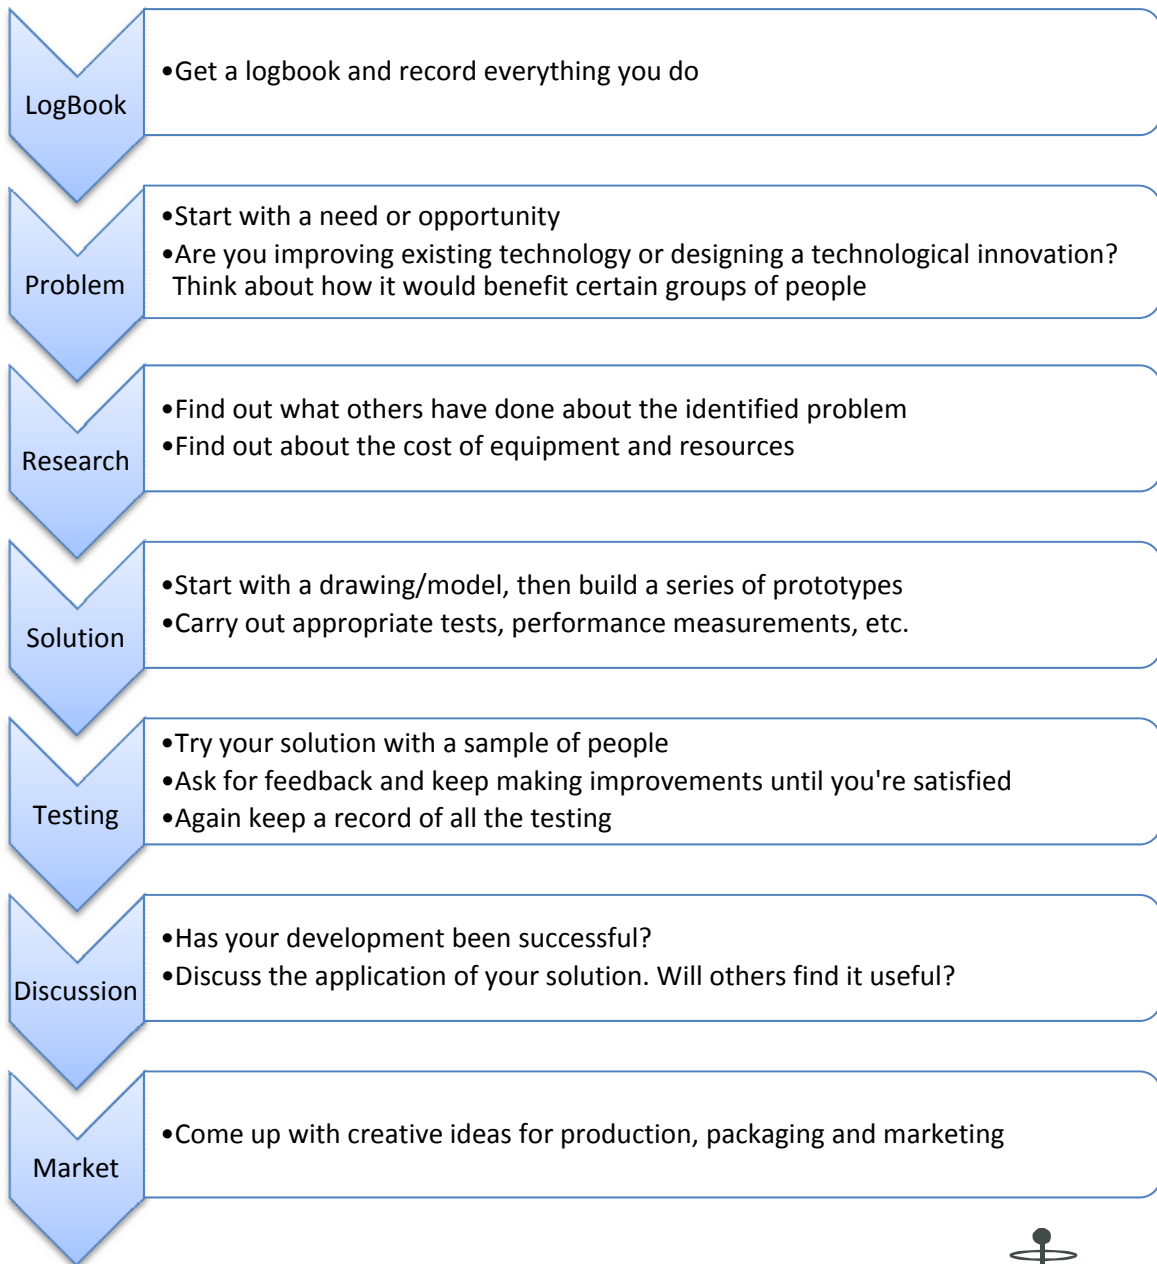 LogBook
•Get a logbook and record everything you do
Problem
•Start with a need or opportunity
•Are you improving existing technology or designing a technological innovation?
Think about how it would benefit certain groups of people
Research
•Find out what others have done about the identified problem
•Find out about the cost of equipment and resources
Solution
•Start with a drawing/model, then build a series of prototypes
•Carry out appropriate tests, performance measurements, etc.
Testing
•Try your solution with a sample of people
•Ask for feedback and keep making improvements until you're satisfied
•Again keep a record of all the testing
Discussion
•Has your development been successful?
•Discuss the application of your solution. Will others find it useful?
Market
•Come up with creative ideas for production, packaging and marketing